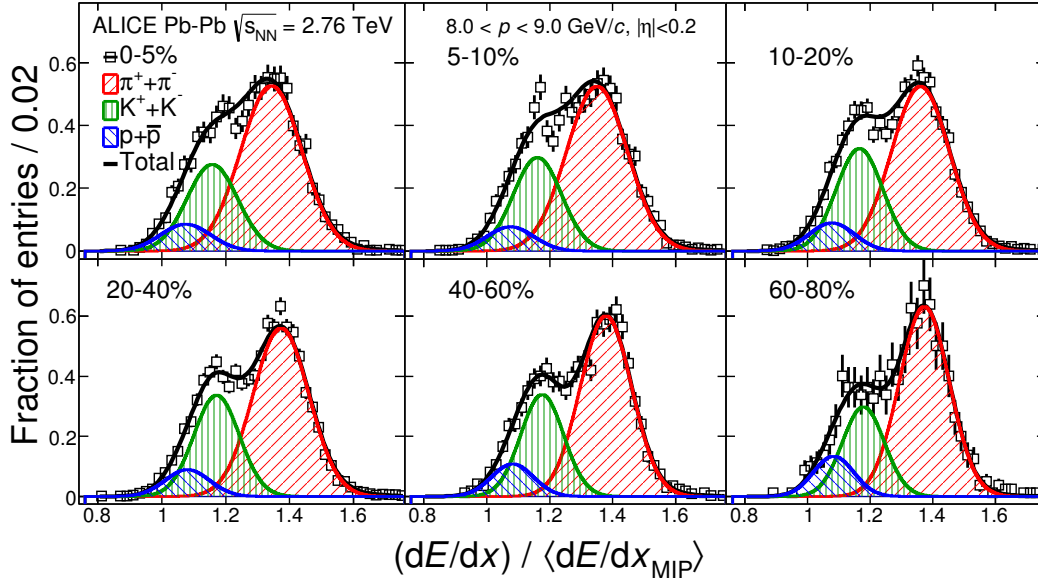 ALICE Pb-Pb √s_NN = 2.76 TeV
8.0 < p < 9.0 GeV/c, |η|<0.2
0-5%
5-10%
10-20%
π⁺+π⁻
K⁺+K⁻
p+p̅
Total
0.6
0.4
0.2
0
20-40%
40-60%
60-80%
0.6
0.4
0.2
0
0.8 1 1.2 1.4 1.6
0.8 1 1.2 1.4 1.6
0.8 1 1.2 1.4 1.6
Fraction of entries / 0.02
(dE/dx) / ⟨dE/dx_MIP⟩